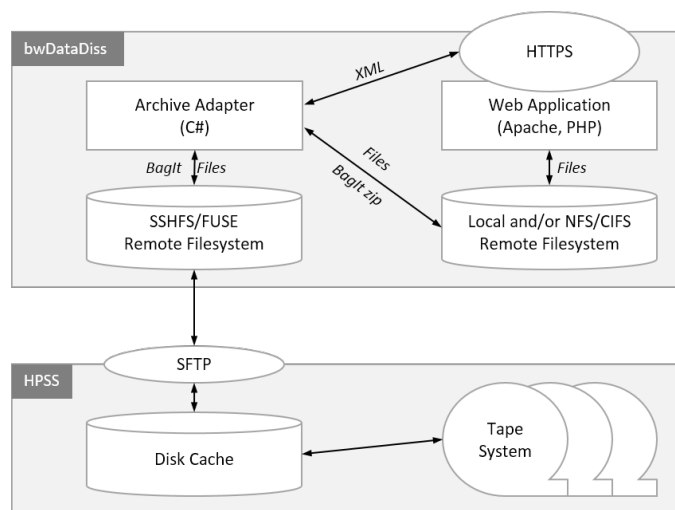 bwDataDiss
HTTPS
XML
Archive Adapter
(C#)
Web Application
(Apache, PHP)
BagIt Files
Files
BagIt zip
Files
SSHFS/FUSE
Remote Filesystem
Local and/or NFS/CIFS
Remote Filesystem
SFTP
HPSS
Disk Cache
Tape
System